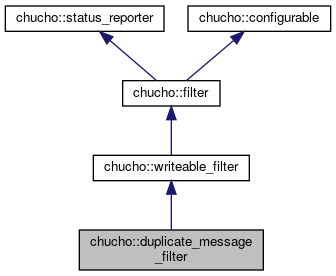 chucho::status_reporter
chucho::configurable
chucho::filter
chucho::writeable_filter
chucho::duplicate_message
_filter